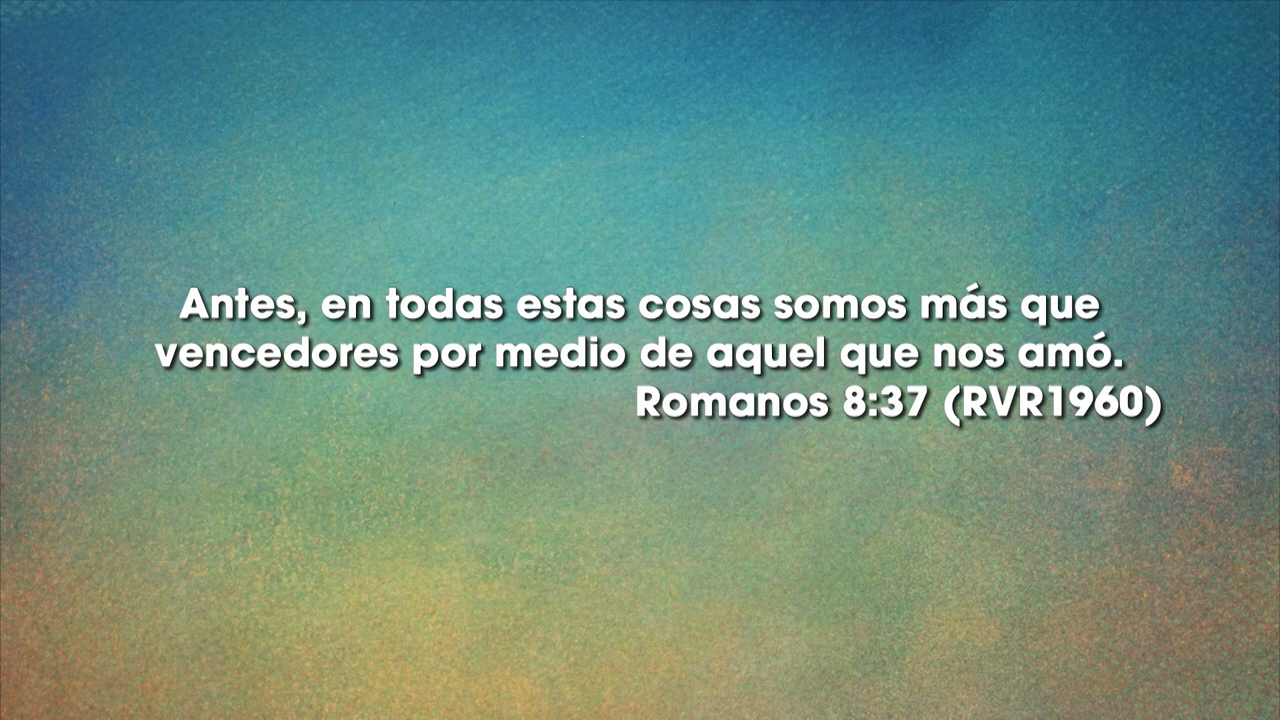 Antes, en todas estas cosas somos más que
vencedores por medio de aquel que nos amó.
Romanos 8:37 (RVR1960)